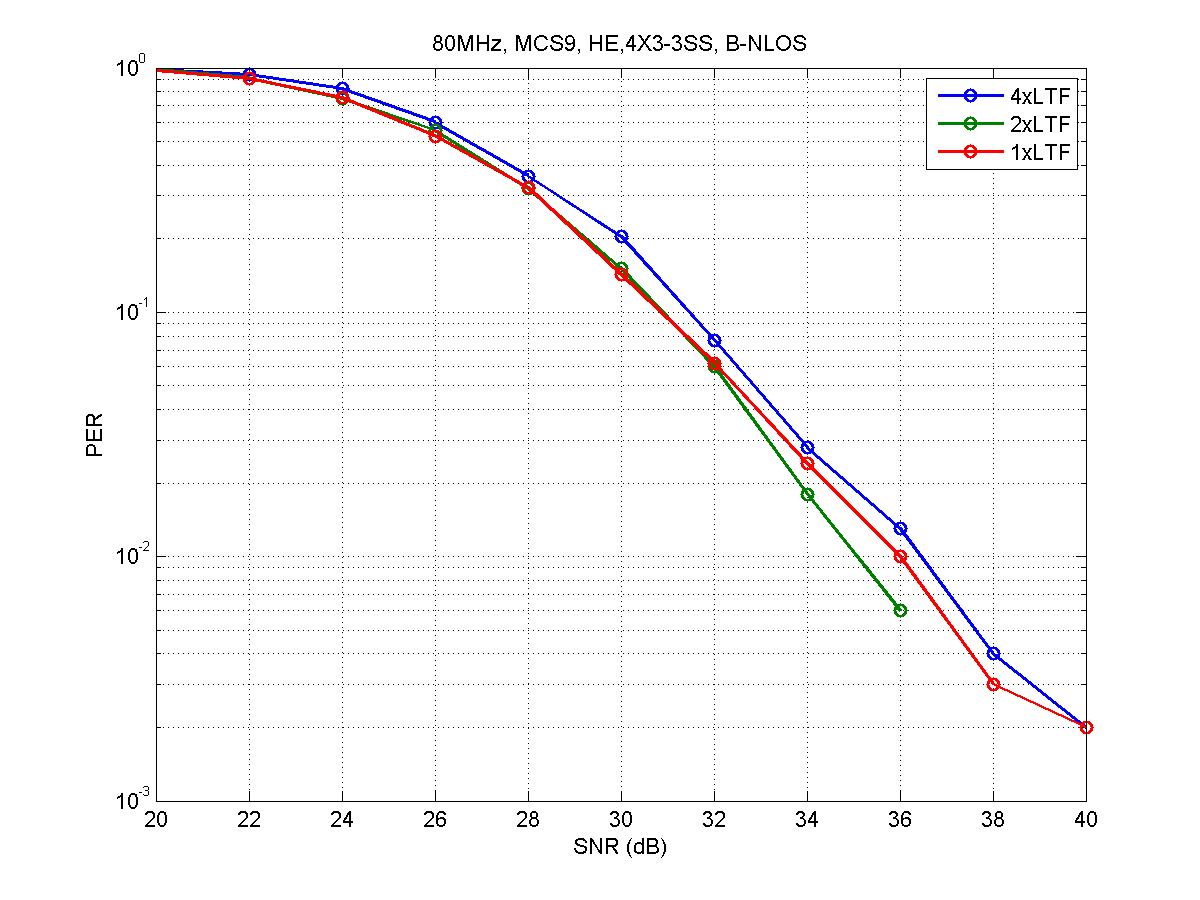 80MHz, MCS9, HE,4X3-3SS, B-NLOS
10^0
10^-1
10^-2
10^-3
PER
4xLTF
2xLTF
1xLTF
20 22 24 26 28 30 32 34 36 38 40
SNR (dB)